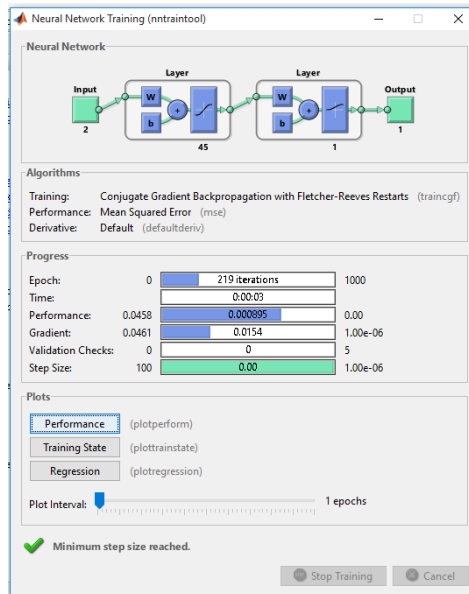 Neural Network Training (nntraintool)
Neural Network
Layer Layer
Input Output
W W
+ +
b b
2 1
45 1
Algorithms
Training: Conjugate Gradient Backpropagation with Fletcher-Reeves Restarts (traincgf)
Performance: Mean Squared Error (mse)
Derivative: Default (defaultderiv)
Progress
Epoch: 0 219 iterations 1000
Time: 0:00:03
Performance: 0.0458 0.000895 0.00
Gradient: 0.0461 0.0154 1.00e-06
Validation Checks: 0 0 5
Step Size: 100 0.00 1.00e-06
Plots
Performance (plotperform)
Training State (plottrainstate)
Regression (plotregression)
Plot Interval: 1 epochs
Minimum step size reached.
Stop Training Cancel